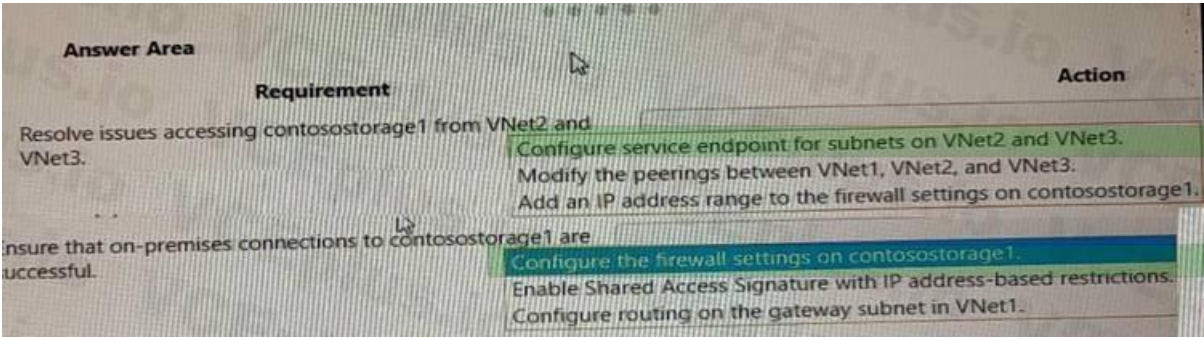 Answer Area
Requirement
Action
Resolve issues accessing contosostorage1 from VNet2 and
VNet3.
Configure service endpoint for subnets on VNet2 and VNet3.
Modify the peerings between VNet1, VNet2, and VNet3.
Add an IP address range to the firewall settings on contosostorage1.
nsure that on-premises connections to contosostorage1 are
uccessful.
Configure the firewall settings on contosostorage1.
Enable Shared Access Signature with IP address-based restrictions.
Configure routing on the gateway subnet in VNet1.